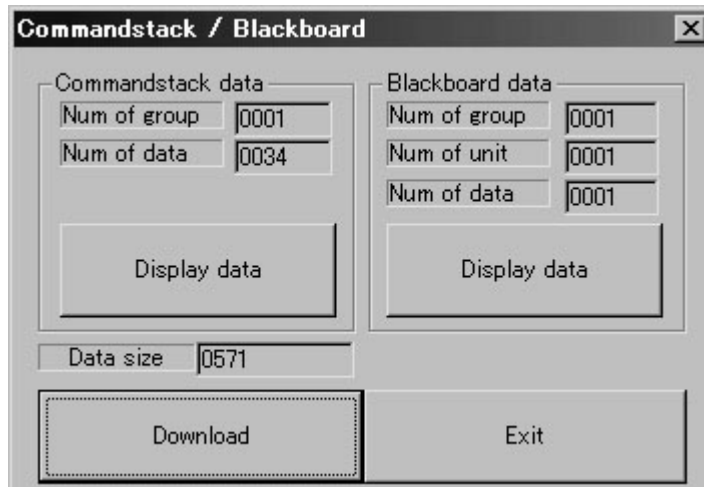 Commandstack / Blackboard
Commandstack data
Num of group 0001
Num of data 0034
Display data
Blackboard data
Num of group 0001
Num of unit 0001
Num of data 0001
Display data
Data size 0571
Download
Exit